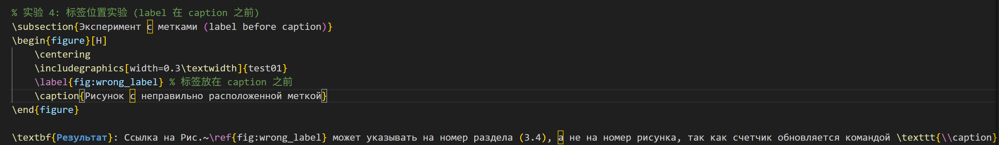 % 实验 4: 标签位置实验 (label 在 caption 之前)
\subsection{Эксперимент с метками (label before caption)}
\begin{figure}[H]
    \centering
    \includegraphics[width=0.3\textwidth]{test01}
    \label{fig:wrong_label} % 标签放在 caption 之前
    \caption{Рисунок с неправильно расположенной меткой}
\end{figure}

\textbf{Результат}: Ссылка на Рис.~\ref{fig:wrong_label} может указывать на номер раздела (3.4), а не на номер рисунка, так как счетчик обновляется командой \texttt{\\caption}